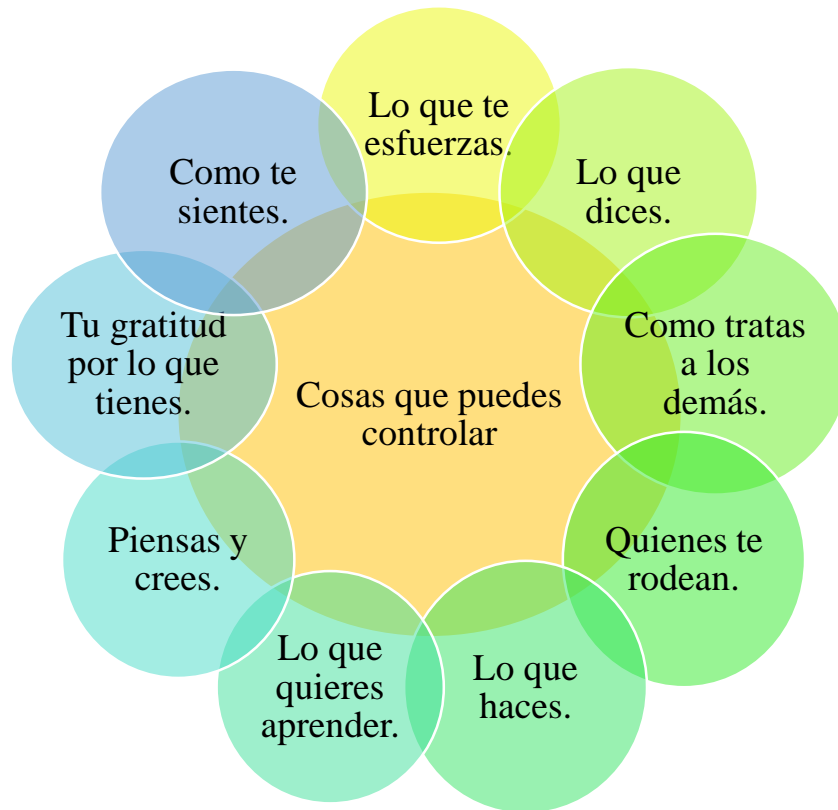 Lo que te
esfuerzas.
Lo que
dices.
Como tratas
a los
demás.
Quienes te
rodean.
Lo que
haces.
Lo que
quieres
aprender.
Piensas y
crees.
Tu gratitud
por lo que
tienes.
Como te
sientes.
Cosas que puedes
controlar